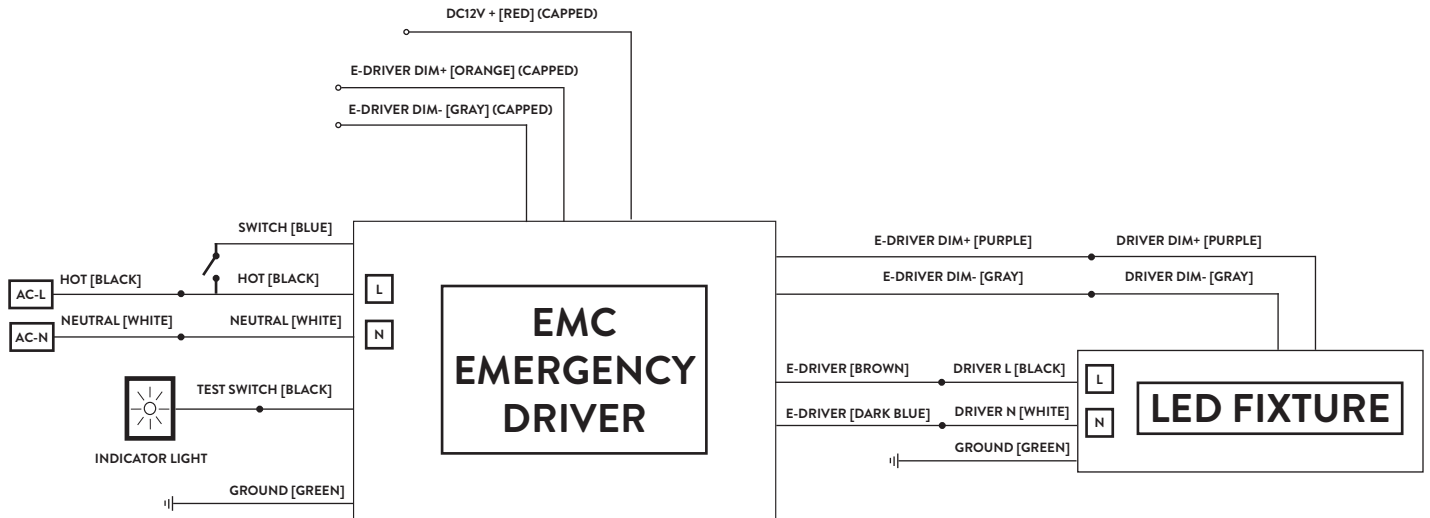 DC12V + [RED] (CAPPED)
E-DRIVER DIM+ [ORANGE] (CAPPED)
E-DRIVER DIM- [GRAY] (CAPPED)
SWITCH [BLUE]
HOT [BLACK]
HOT [BLACK]
AC-L
L
NEUTRAL [WHITE]
NEUTRAL [WHITE]
AC-N
N
TEST SWITCH [BLACK]
INDICATOR LIGHT
GROUND [GREEN]
EMC
EMERGENCY
DRIVER
E-DRIVER DIM+ [PURPLE]
DRIVER DIM+ [PURPLE]
E-DRIVER DIM- [GRAY]
DRIVER DIM- [GRAY]
E-DRIVER [BROWN]
DRIVER L [BLACK]
L
E-DRIVER [DARK BLUE]
DRIVER N [WHITE]
N
GROUND [GREEN]
LED FIXTURE